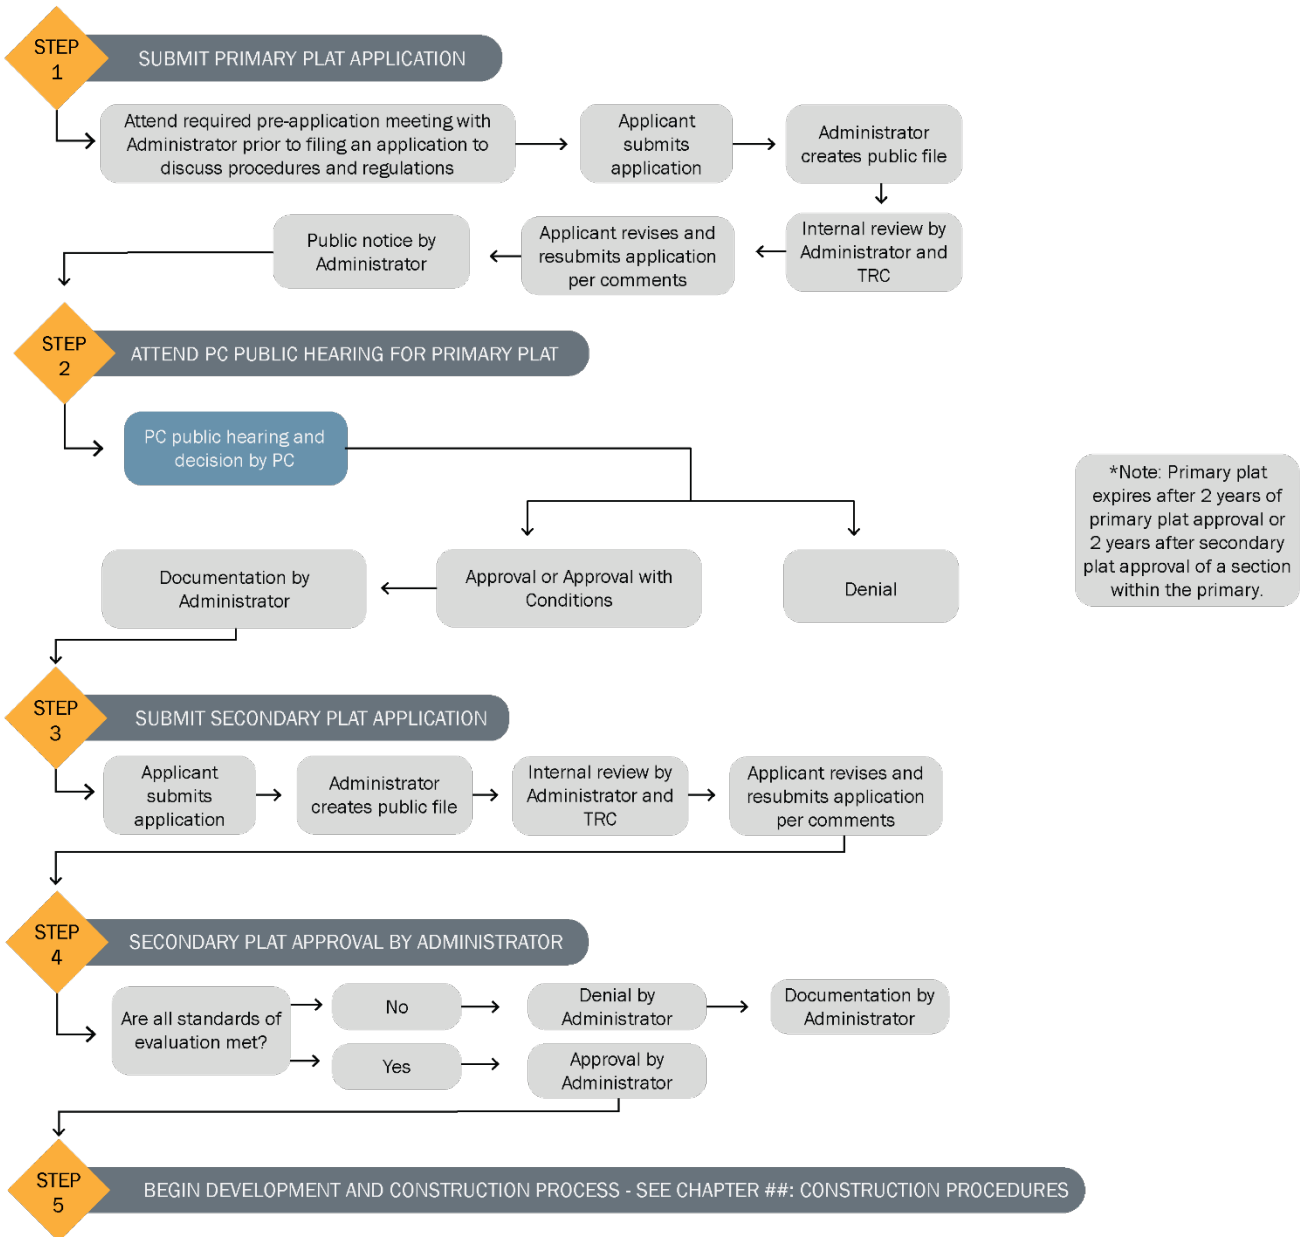 STEP
1
SUBMIT PRIMARY PLAT APPLICATION
Attend required pre-application meeting with
Administrator prior to filing an application to
discuss procedures and regulations
Applicant
submits
application
Administrator
creates public file
Internal review by
Administrator and
TRC
Applicant revises and
resubmits application
per comments
Public notice by
Administrator
STEP
2
ATTEND PC PUBLIC HEARING FOR PRIMARY PLAT
PC public hearing and
decision by PC
*Note: Primary plat
expires after 2 years of
primary plat approval or
2 years after secondary
plat approval of a section
within the primary.
Documentation by
Administrator
Approval or Approval with
Conditions
Denial
STEP
3
SUBMIT SECONDARY PLAT APPLICATION
Applicant
submits
application
Administrator
creates public file
Internal review by
Administrator and
TRC
Applicant revises and
resubmits application
per comments
STEP
4
SECONDARY PLAT APPROVAL BY ADMINISTRATOR
Are all standards of
evaluation met?
No
Denial by
Administrator
Documentation by
Administrator
Yes
Approval by
Administrator
STEP
5
BEGIN DEVELOPMENT AND CONSTRUCTION PROCESS - SEE CHAPTER ##: CONSTRUCTION PROCEDURES